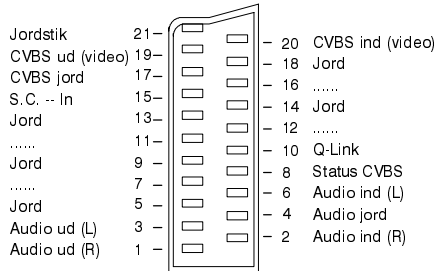 Jordstik 21
CVBS ud (video) 19
CVBS jord 17
S.C. -- In 15
Jord 13
...... 11
Jord 9
...... 7
Jord 5
Audio ud (L) 3
Audio ud (R) 1
20 CVBS ind (video)
18 Jord
16 ......
14 Jord
12 ......
10 Q-Link
8 Status CVBS
6 Audio ind (L)
4 Audio jord
2 Audio ind (R)